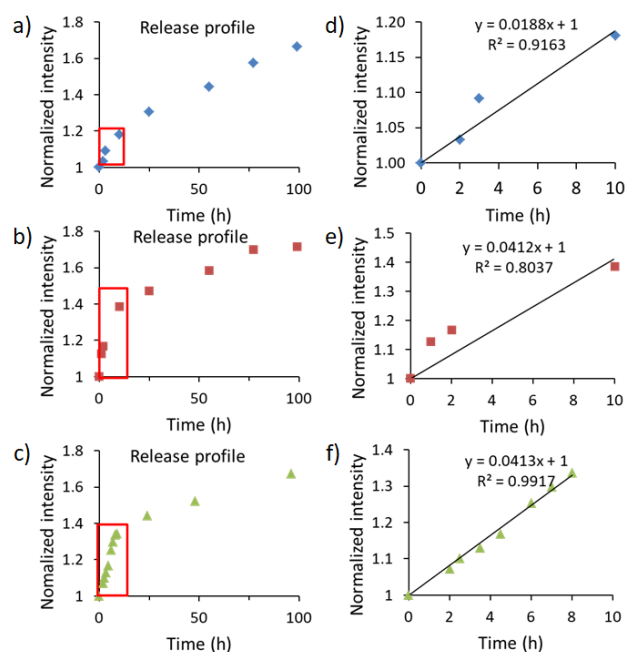 a)
Release profile
Normalized intensity
1.8
1.6
1.4
1.2
1
0
50
100
Time (h)
d)
y = 0.0188x + 1
R² = 0.9163
Normalized intensity
1.20
1.15
1.10
1.05
1.00
0
2
4
6
8
10
Time (h)
b)
Release profile
Normalized intensity
1.8
1.6
1.4
1.2
1
0
50
100
Time (h)
e)
y = 0.0412x + 1
R² = 0.8037
Normalized intensity
1.5
1.4
1.3
1.2
1.1
1
0
2
4
6
8
10
Time (h)
c)
Release profile
Normalized intensity
1.8
1.6
1.4
1.2
1
0
50
100
Time (h)
f)
y = 0.0413x + 1
R² = 0.9917
Normalized intensity
1.4
1.3
1.2
1.1
1
0
2
4
6
8
10
Time (h)